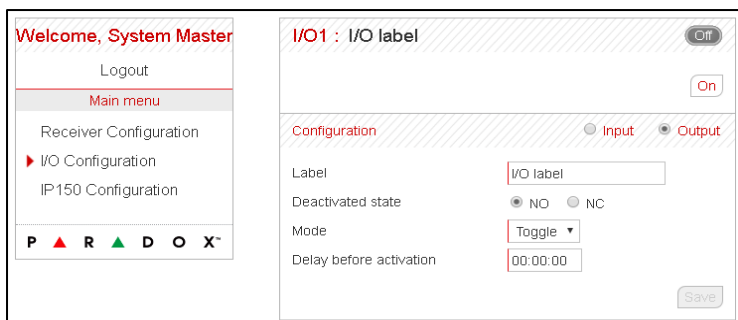 Welcome, System Master
Logout
Main menu
Receiver Configuration
I/O Configuration
IP150 Configuration
PARADOX™
I/O1 : I/O label
Off
On
Configuration Input Output
Label I/O label
Deactivated state NO NC
Mode Toggle
Delay before activation 00:00:00
Save